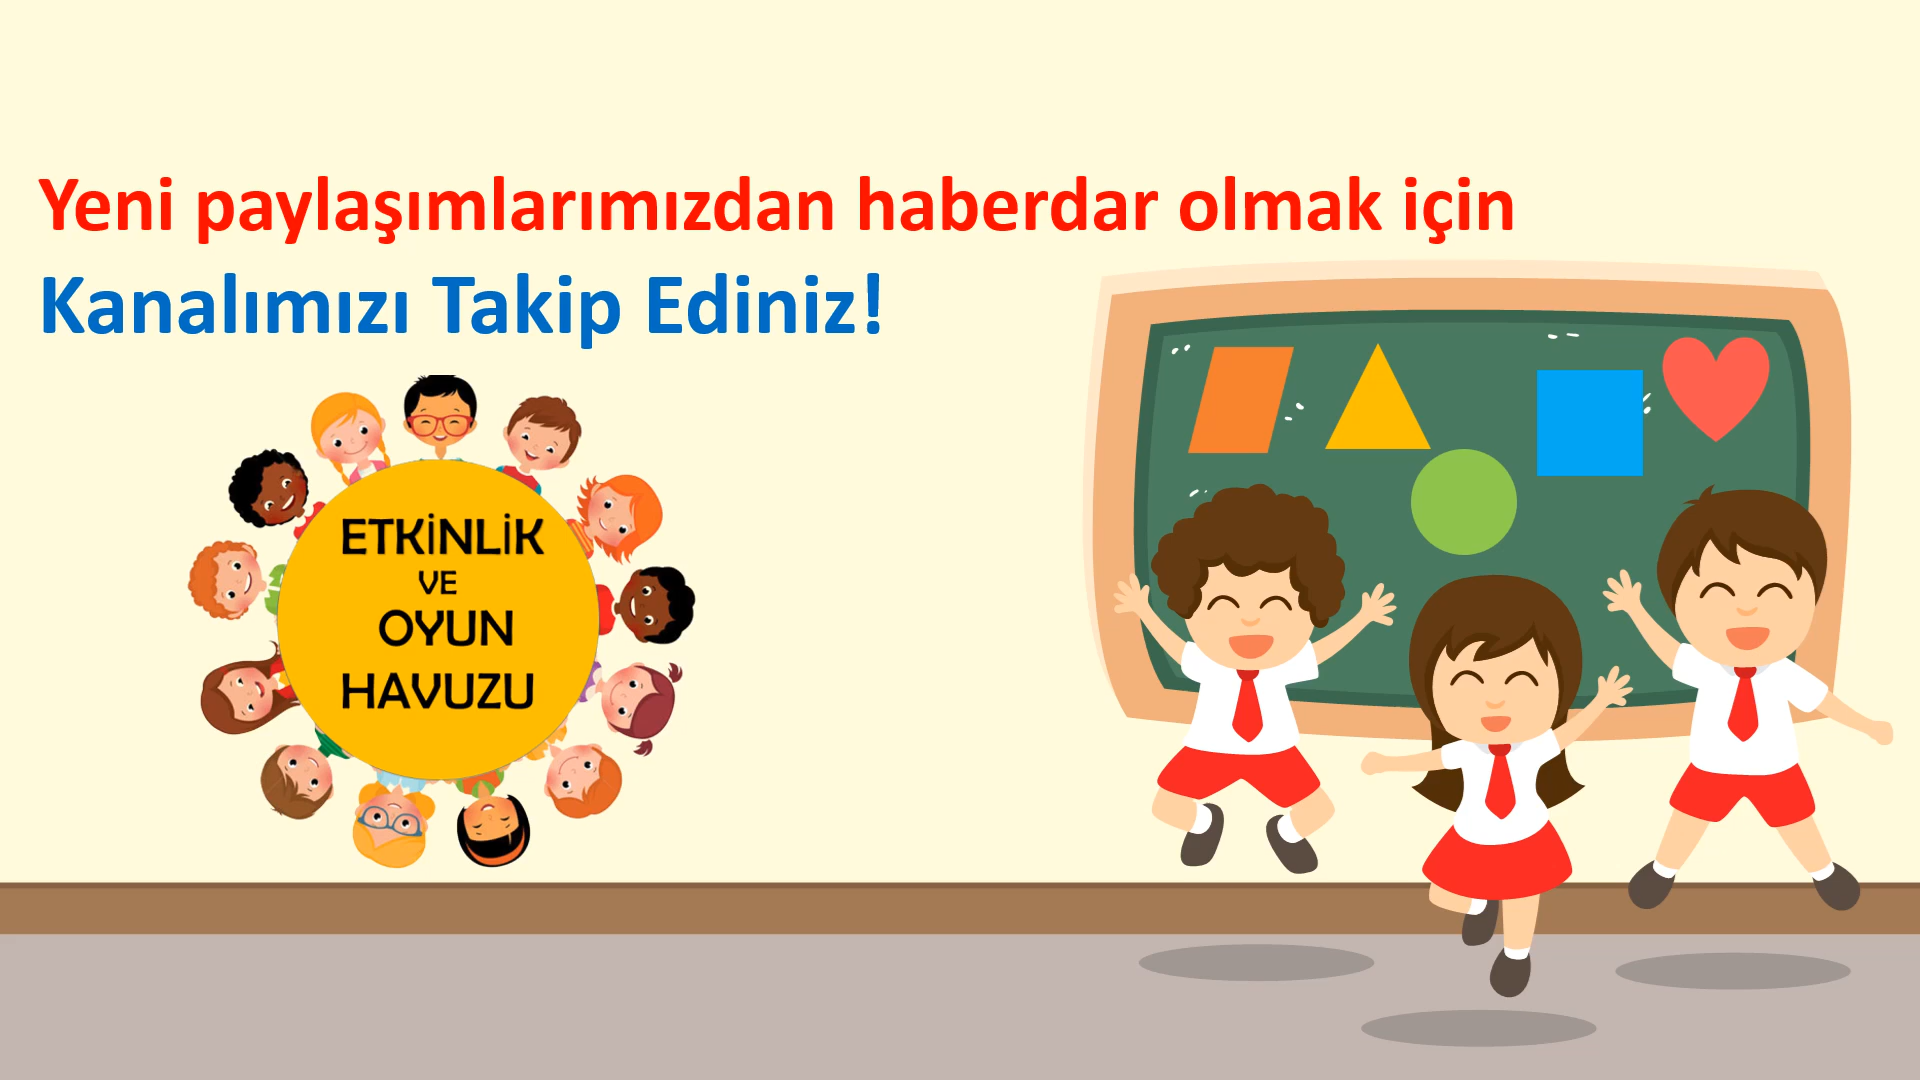 Yeni paylaşımlarımızdan haberdar olmak için
Kanalımızı Takip Ediniz!
ETKİNLİK
VE
OYUN
HAVUZU